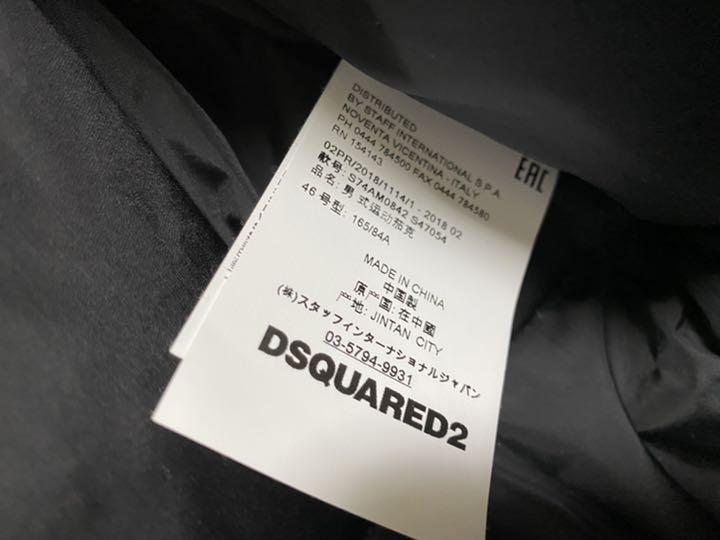 DISTRIBUTED
BY STAFF INTERNATIONAL S.P.A
NOVENTA VICENTINA - ITALY
PH 0444 784500 FAX 0444 784580
RN 154143
EAC
02PR/2018/1114/1 - 2018 02
款号: S74AM0842 S47054
品名: 男 式运动茄克
46 号型: 165/84A
MADE IN CHINA
中国製
原产国: 在中國
产地: JINTAN CITY
(株)スタッフインターナショナルジャパン
03-5794-9931
DSQUARED2